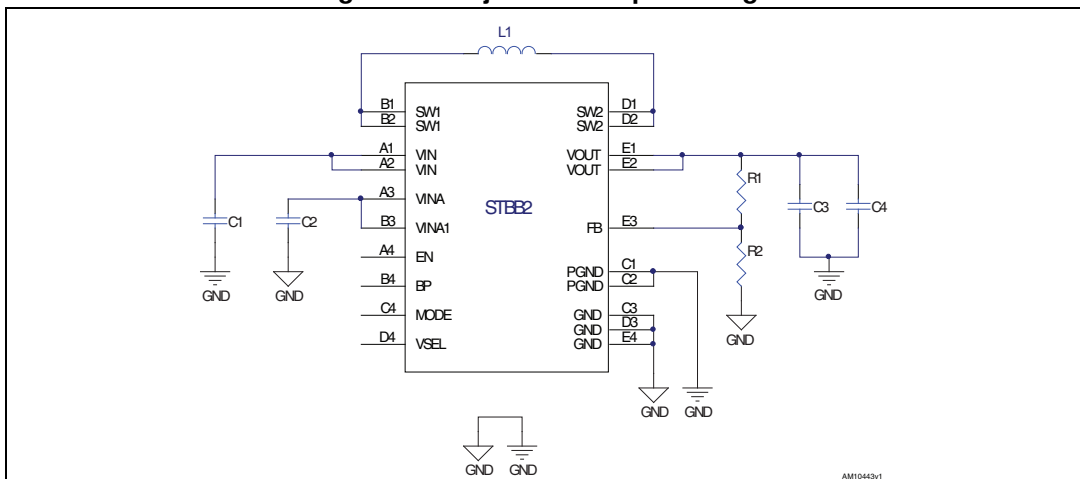 L1
B1 SW1
B2 SW1
A1 VIN
A2 VIN
A3 VINA
B3 VINA1
A4 EN
B4 BP
C4 MODE
D4 VSEL
STBB2
SW2 D1
SW2 D2
VOUT E1
VOUT E2
FB E3
PGND C1
PGND C2
GND C3
GND D3
GND E4
C1
C2
R1
R2
C3
C4
GND
GND
GND
GND
GND
GND
GND
GND
AM10443v1